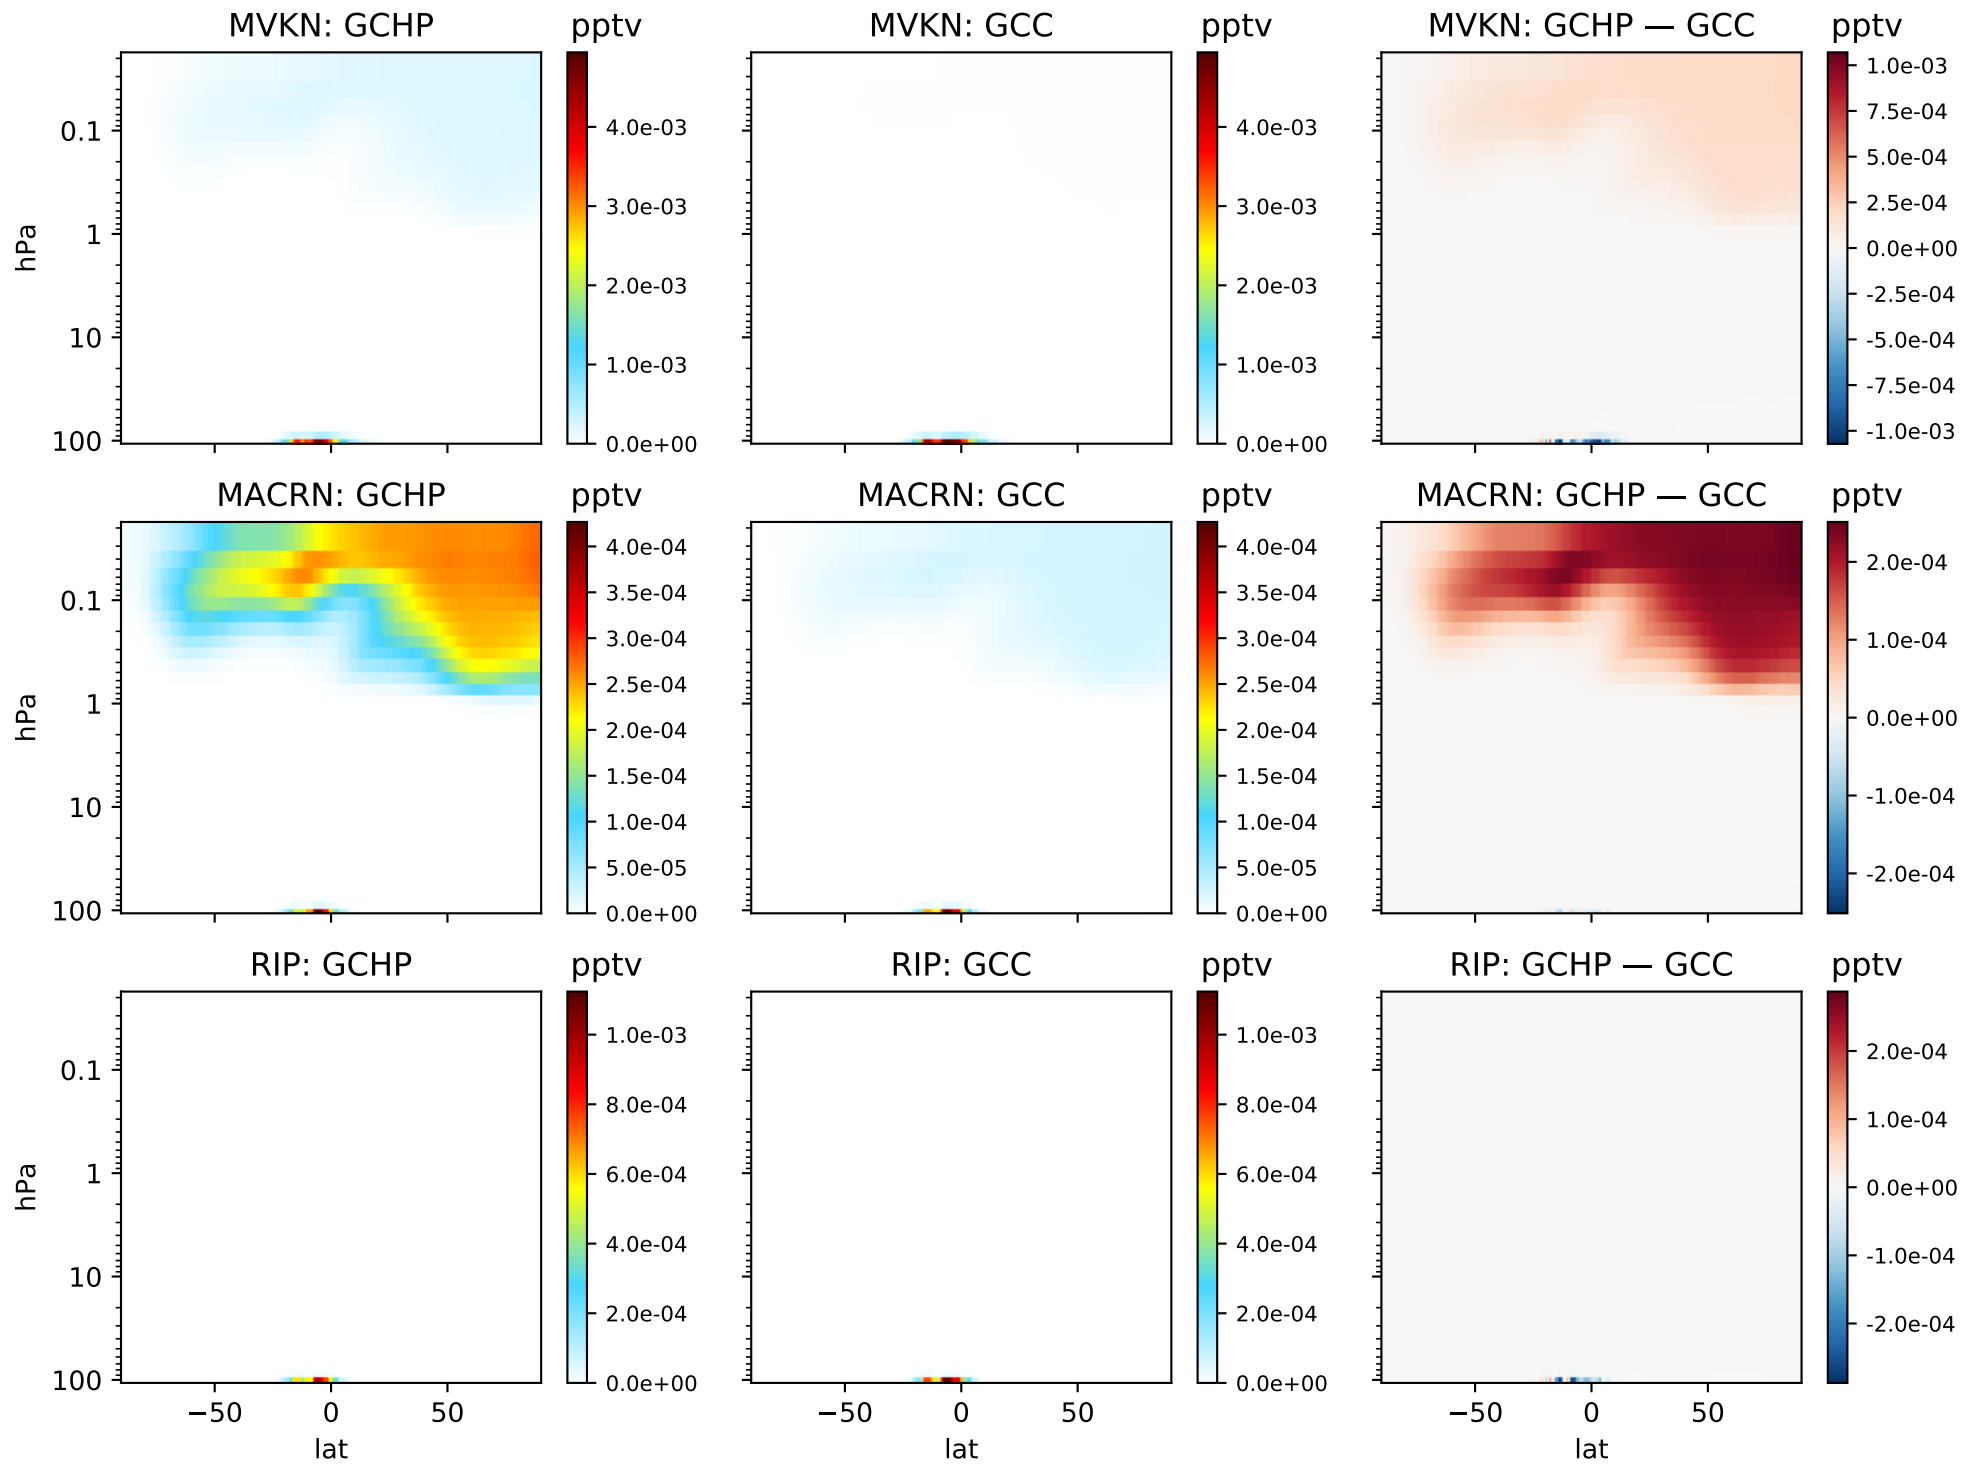 MVKN: GCHP pptv MVKN: GCC pptv MVKN: GCHP — GCC pptv
hPa
0.1
1
10
100
4.0e-03
3.0e-03
2.0e-03
1.0e-03
0.0e+00
4.0e-03
3.0e-03
2.0e-03
1.0e-03
0.0e+00
1.0e-03
7.5e-04
5.0e-04
2.5e-04
0.0e+00
-2.5e-04
-5.0e-04
-7.5e-04
-1.0e-03
MACRN: GCHP pptv MACRN: GCC pptv MACRN: GCHP — GCC pptv
hPa
0.1
1
10
100
4.0e-04
3.5e-04
3.0e-04
2.5e-04
2.0e-04
1.5e-04
1.0e-04
5.0e-05
0.0e+00
4.0e-04
3.5e-04
3.0e-04
2.5e-04
2.0e-04
1.5e-04
1.0e-04
5.0e-05
0.0e+00
2.0e-04
1.0e-04
0.0e+00
-1.0e-04
-2.0e-04
RIP: GCHP pptv RIP: GCC pptv RIP: GCHP — GCC pptv
hPa
0.1
1
10
100
1.0e-03
8.0e-04
6.0e-04
4.0e-04
2.0e-04
0.0e+00
1.0e-03
8.0e-04
6.0e-04
4.0e-04
2.0e-04
0.0e+00
2.0e-04
1.0e-04
0.0e+00
-1.0e-04
-2.0e-04
−50 0 50 −50 0 50 −50 0 50
lat lat lat